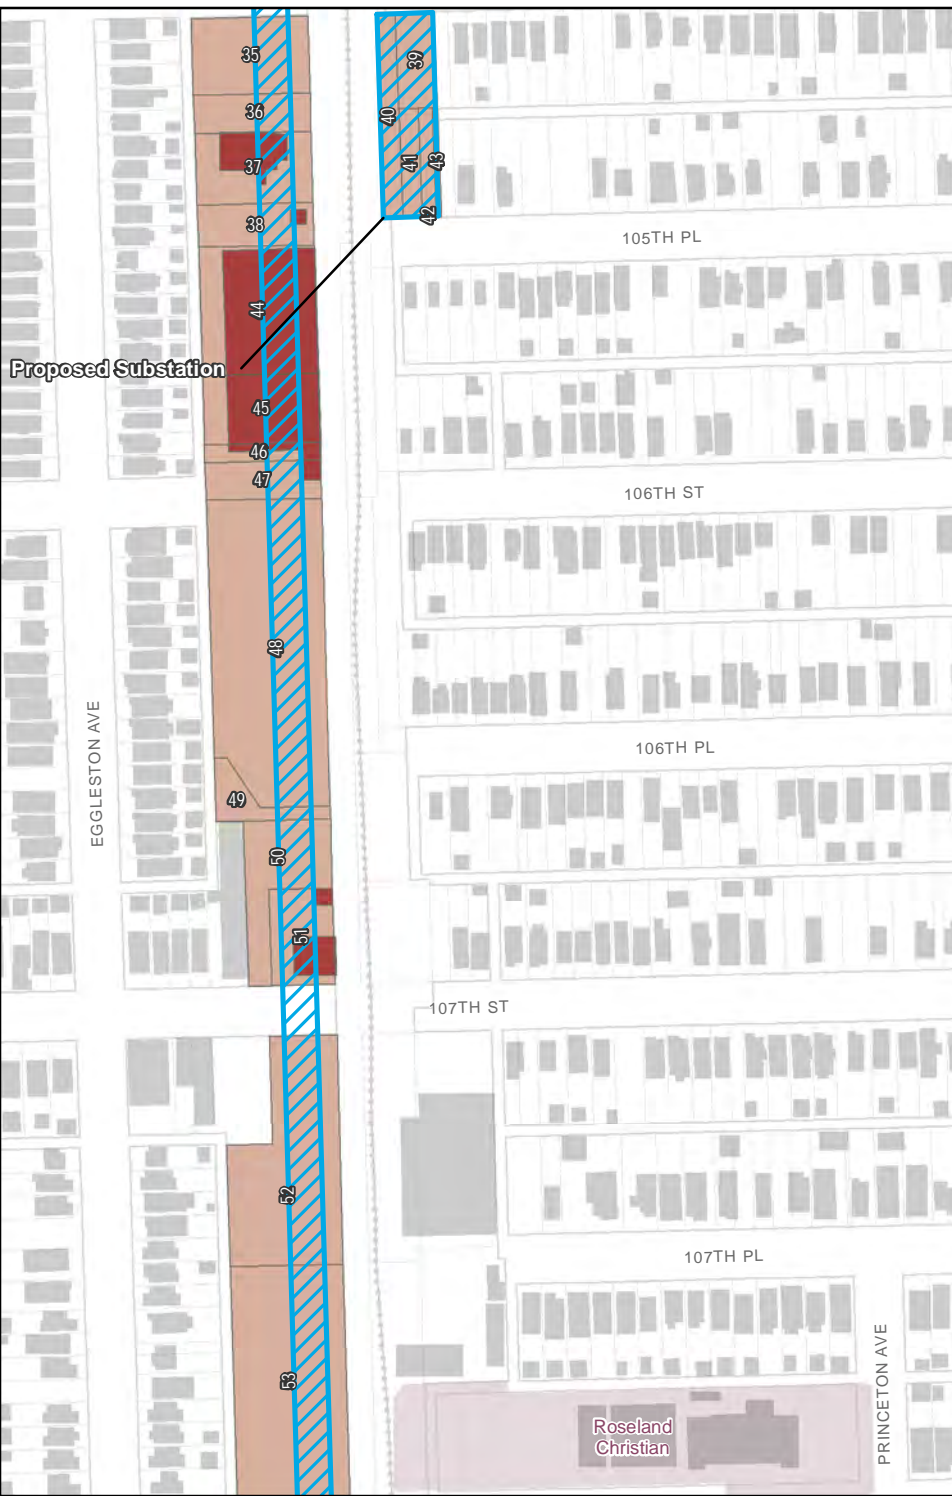 35
39
36
40
37
41
43
42
38
105TH PL
44
Proposed Substation
45
46
47
106TH ST
48
EGGLESTON AVE
106TH PL
49
50
51
107TH ST
52
107TH PL
53
PRINCETON AVE
Roseland
Christian